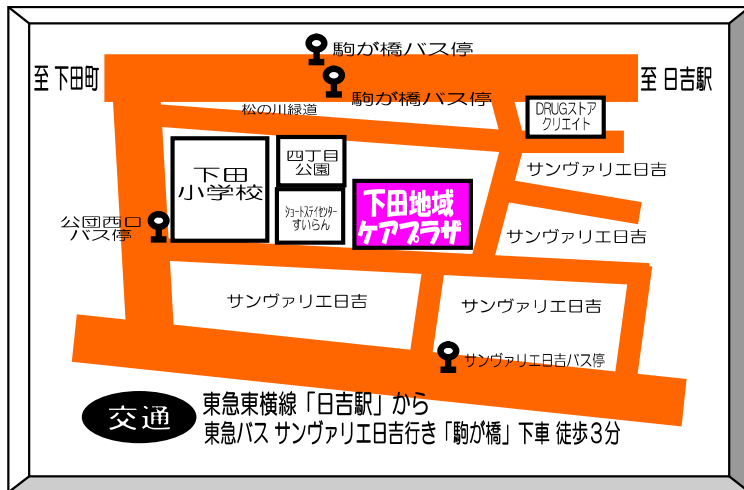 駒が橋バス停
至 下田町
至 日吉駅
駒が橋バス停
松の川緑道
DRUGストア
クリエイト
四丁目
公園
下田
小学校
サンヴァリエ日吉
下田地域
ケアプラザ
ショートステイセンター
すいらん
公団西口
バス停
サンヴァリエ日吉
サンヴァリエ日吉
サンヴァリエ日吉
サンヴァリエ日吉バス停
交通
東急東横線「日吉駅」から
東急バス サンヴァリエ日吉行き「駒が橋」下車 徒歩3分